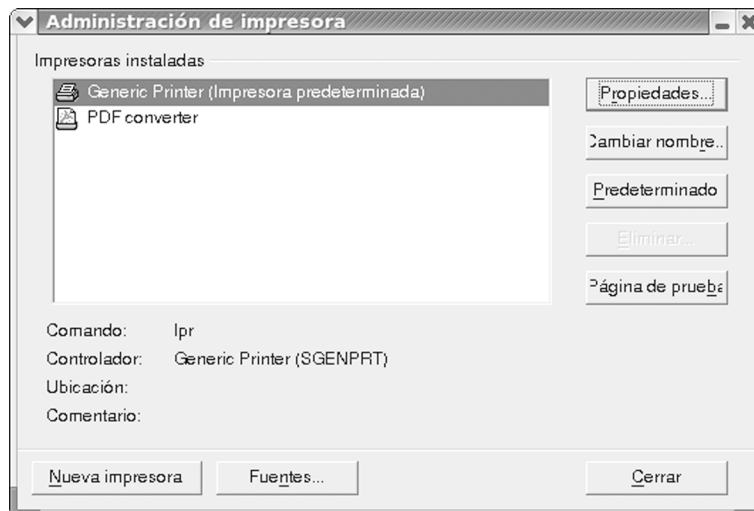 Administración de impresora
Impresoras instaladas
Generic Printer (Impresora predeterminada)
PDF converter
Propiedades...
Cambiar nombre..
Predeterminado
Eliminar...
Página de prueba
Comando: lpr
Controlador: Generic Printer (SGENPRT)
Ubicación:
Comentario:
Nueva impresora
Fuentes...
Cerrar